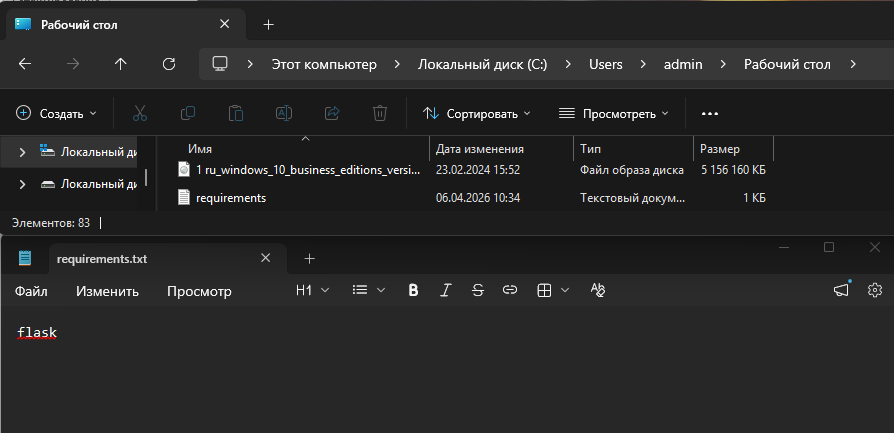 Рабочий стол
Этот компьютер Локальный диск (C:) Users admin Рабочий стол
Создать Сортировать Просмотреть
Имя Дата изменения Тип Размер
Локальный ди 1 ru_windows_10_business_editions_versi... 23.02.2024 15:52 Файл образа диска 5 156 160 КБ
Локальный ди requirements 06.04.2026 10:34 Текстовый докум... 1 КБ
Элементов: 83
requirements.txt
Файл Изменить Просмотр H1 B I S
flask